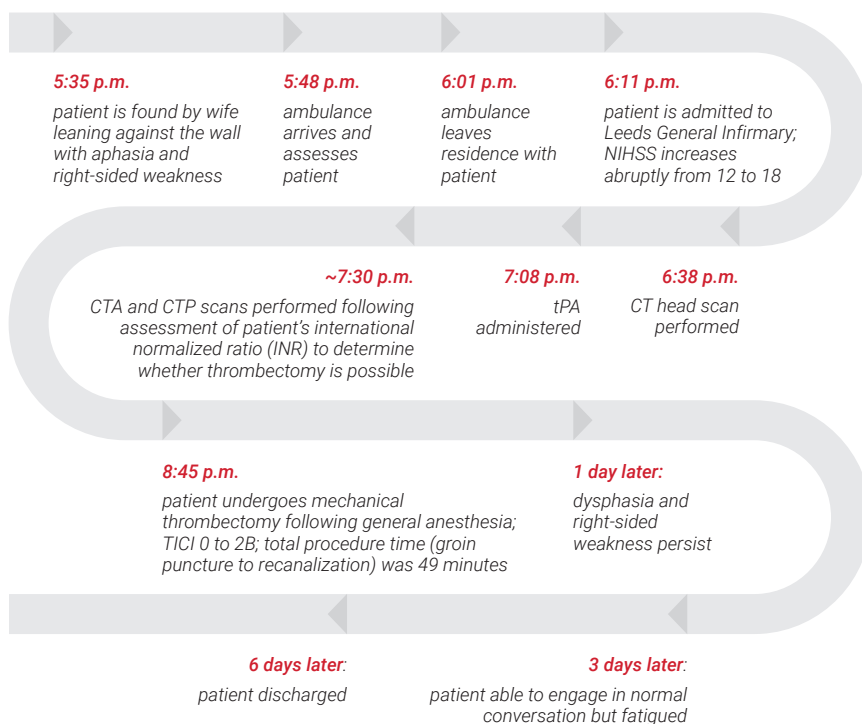 5:35 p.m.
patient is found by wife
leaning against the wall
with aphasia and
right-sided weakness
5:48 p.m.
ambulance
arrives and
assesses
patient
6:01 p.m.
ambulance
leaves
residence with
patient
6:11 p.m.
patient is admitted to
Leeds General Infirmary;
NIHSS increases
abruptly from 12 to 18
6:38 p.m.
CT head scan
performed
7:08 p.m.
tPA
administered
~7:30 p.m.
CTA and CTP scans performed following
assessment of patient's international
normalized ratio (INR) to determine
whether thrombectomy is possible
8:45 p.m.
patient undergoes mechanical
thrombectomy following general anesthesia;
TICI 0 to 2B; total procedure time (groin
puncture to recanalization) was 49 minutes
1 day later:
dysphasia and
right-sided
weakness persist
3 days later:
patient able to engage in normal
conversation but fatigued
6 days later:
patient discharged